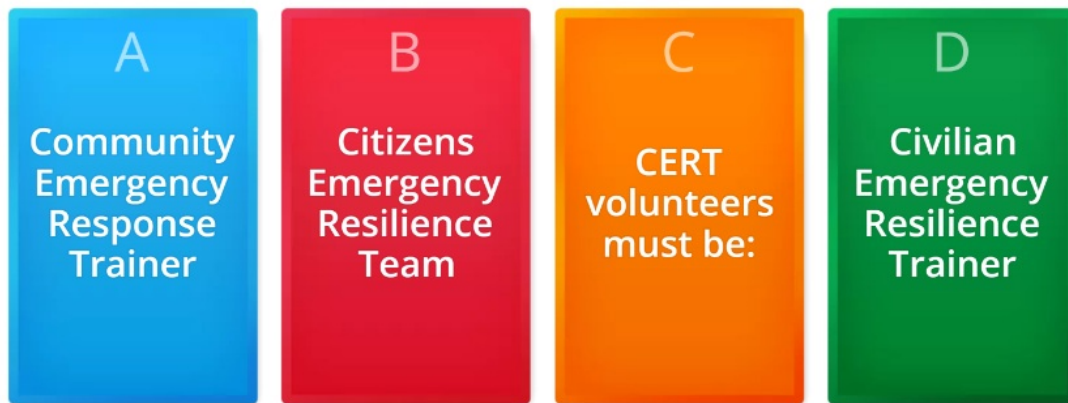 A
Community
Emergency
Response
Trainer
B
Citizens
Emergency
Resilience
Team
C
CERT
volunteers
must be:
D
Civilian
Emergency
Resilience
Trainer